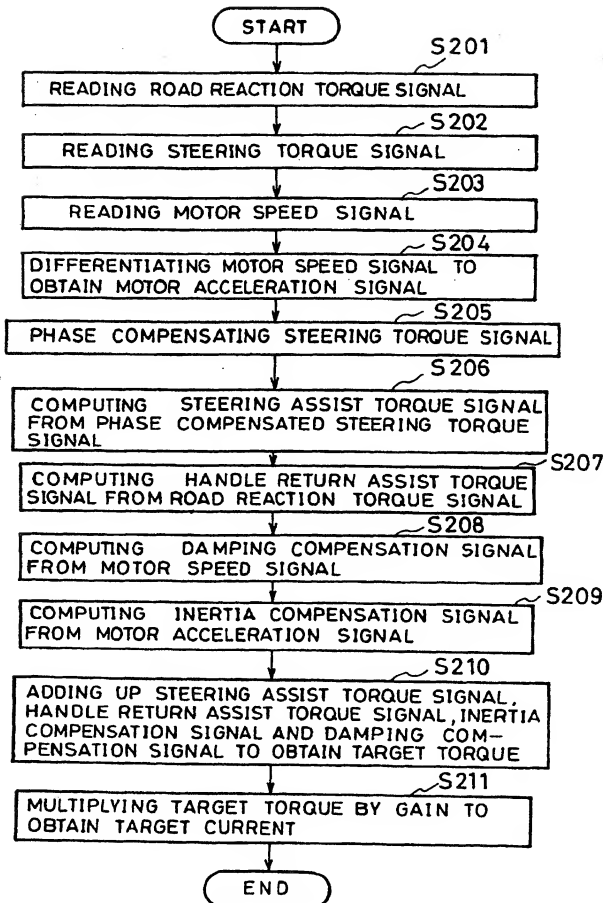 START
S201
READING ROAD REACTION TORQUE SIGNAL
S202
READING STEERING TORQUE SIGNAL
S203
READING MOTOR SPEED SIGNAL
S204
DIFFERENTIATING MOTOR SPEED SIGNAL TO
OBTAIN MOTOR ACCELERATION SIGNAL
S205
PHASE COMPENSATING STEERING TORQUE SIGNAL
S206
COMPUTING STEERING ASSIST TORQUE SIGNAL
FROM PHASE COMPENSATED STEERING TORQUE
SIGNAL
S207
COMPUTING HANDLE RETURN ASSIST TORQUE
SIGNAL FROM ROAD REACTION TORQUE SIGNAL
S208
COMPUTING DAMPING COMPENSATION SIGNAL
FROM MOTOR SPEED SIGNAL
S209
COMPUTING INERTIA COMPENSATION SIGNAL
FROM MOTOR ACCELERATION SIGNAL
S210
ADDING UP STEERING ASSIST TORQUE SIGNAL,
HANDLE RETURN ASSIST TORQUE SIGNAL, INERTIA
COMPENSATION SIGNAL AND DAMPING COM-
PENSATION SIGNAL TO OBTAIN TARGET TORQUE
S211
MULTIPLYING TARGET TORQUE BY GAIN TO
OBTAIN TARGET CURRENT
END